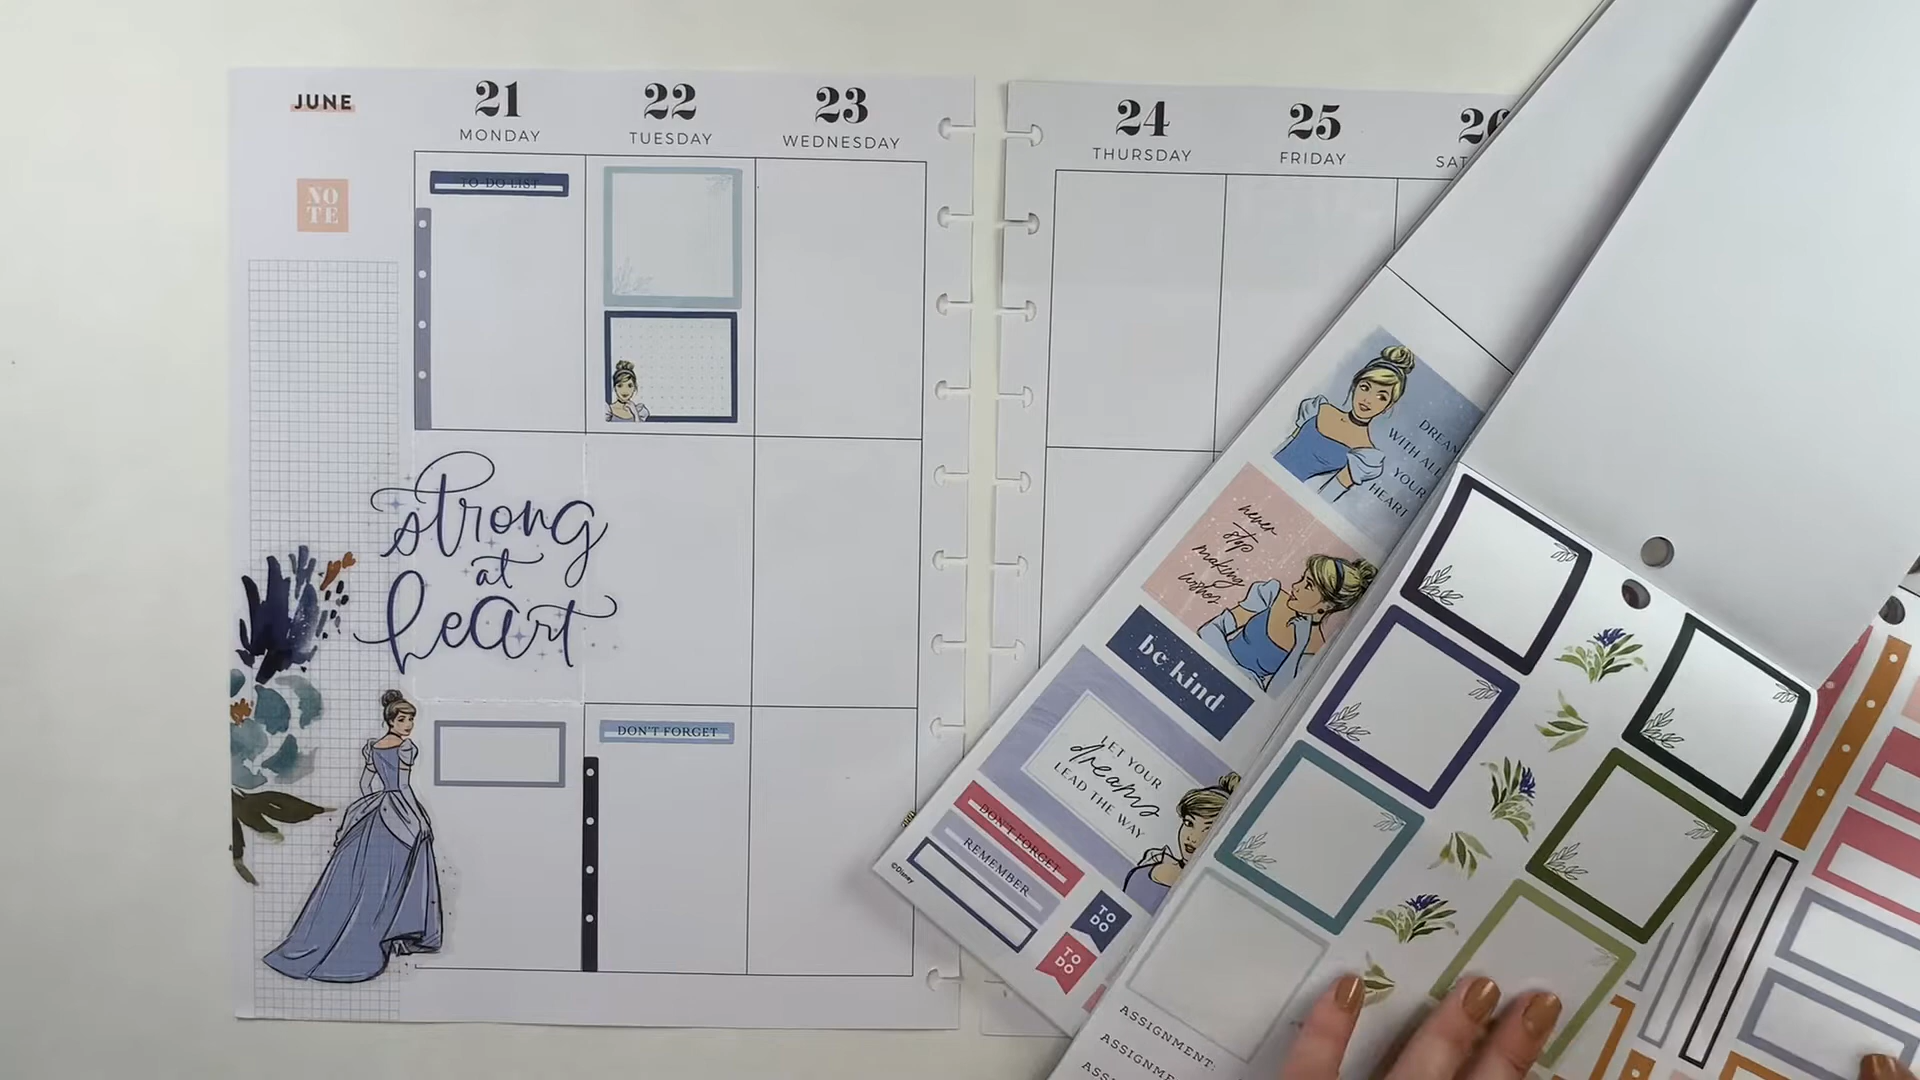 JUNE
21
MONDAY
22
TUESDAY
23
WEDNESDAY
24
THURSDAY
25
FRIDAY
NO
TE
TO DO LIST
strong
at
heart
DON'T FORGET
WITH ALL
YOUR
HEART
never
stop
making
wishes
be kind
LET YOUR
dreams
LEAD THE WAY
DON'T FORGET
REMEMBER
©Disney
TO
DO
TO
DO
ASSIGNMENT: